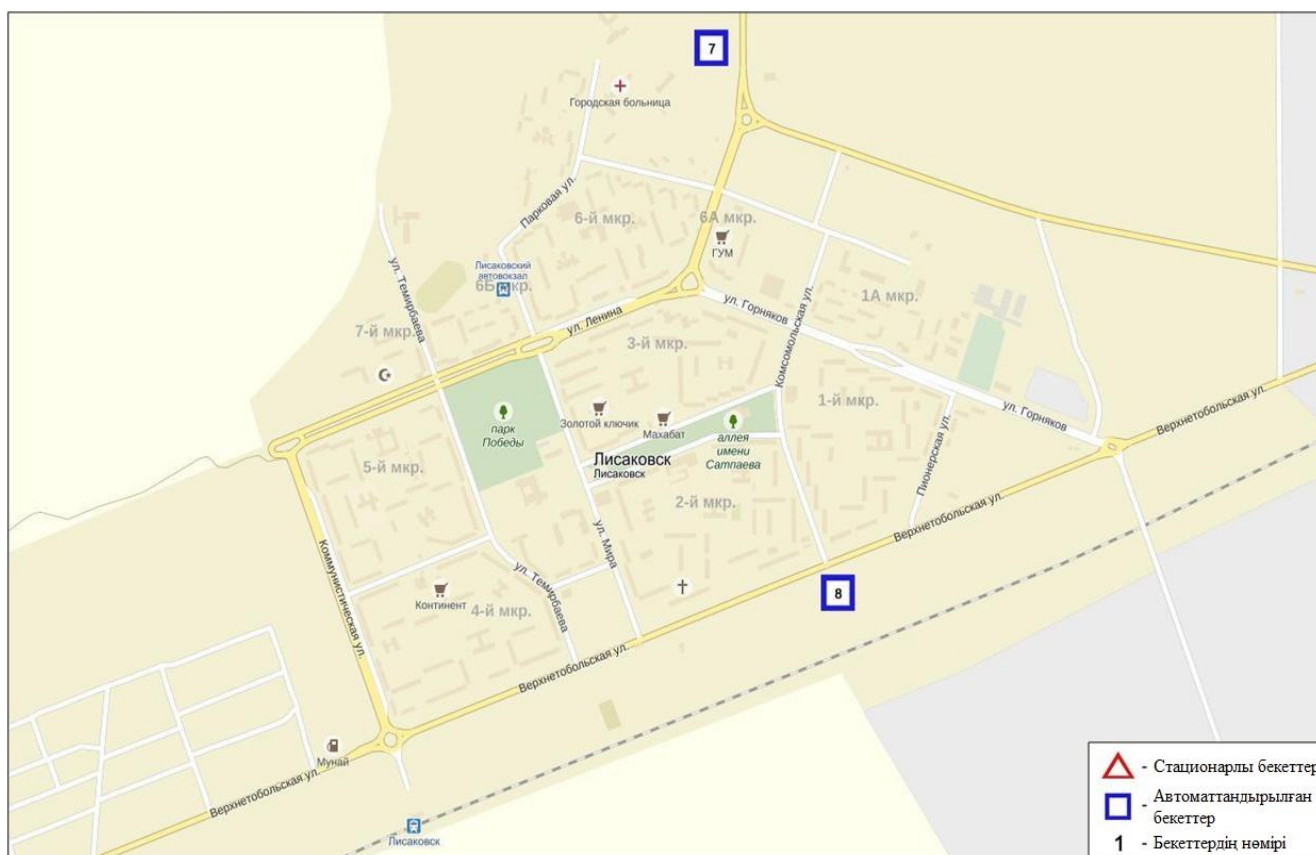 7
Городская больница
Парковая ул.
6-й мкр.
6А мкр.
ГУМ
ул. Темирбаева
Лисаковский
автовокзал
6Б мкр.
1А мкр.
Комсомольская ул.
ул. Горняков
ул. Ленина
7-й мкр.
3-й мкр.
1-й мкр.
ул. Горняков
Верхнетобольская ул.
парк
Победы
Золотой ключик
Махабат
аллея
имени
Сатпаева
Пионерская ул.
Лисаковск
Лисаковск
5-й мкр.
2-й мкр.
Верхнетобольская ул.
Коммунистическая ул.
ул. Мира
ул. Темирбаева
Континент
4-й мкр.
8
Верхнетобольская ул.
Мунай
Верхнетобольская ул.
Лисаковск
- Стационарлы бекеттер
- Автоматтандырылған
бекеттер
1 - Бекеттердің нөмірі